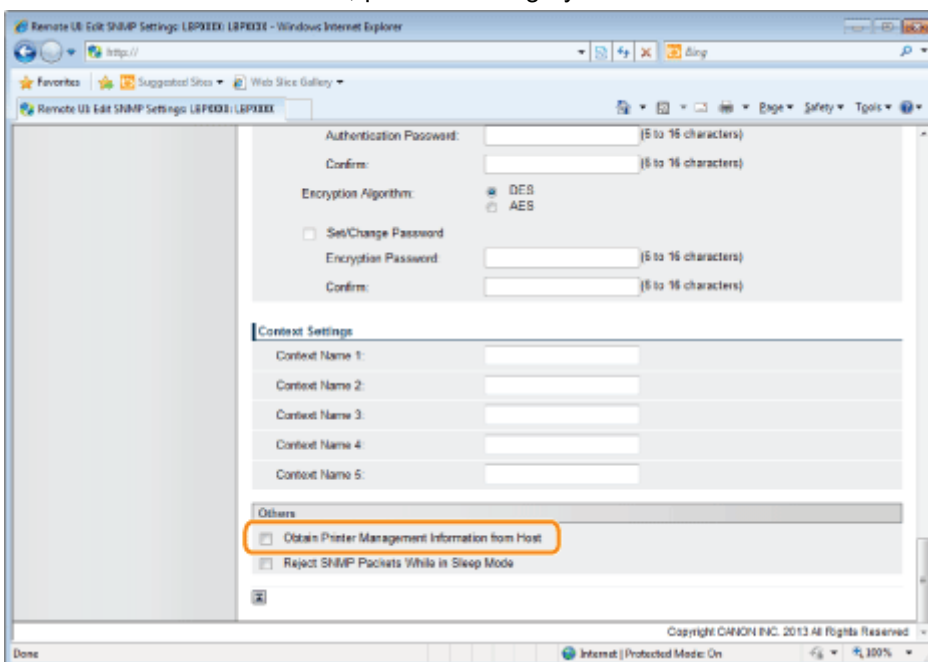 Remote UI: Edit SNMP Settings: LBPXXXX: LBPXXXX - Windows Internet Explorer
http://
Bing
Favorites Suggested Sites Web Slice Gallery
Remote UI: Edit SNMP Settings: LBPXXXX: LBPXXXX
Page Safety Tools
Authentication Password: (6 to 16 characters)
Confirm: (6 to 16 characters)
Encryption Algorithm: DES
AES
Set/Change Password
Encryption Password: (6 to 16 characters)
Confirm: (6 to 16 characters)
Context Settings
Context Name 1:
Context Name 2:
Context Name 3:
Context Name 4:
Context Name 5:
Others
Obtain Printer Management Information from Host
Reject SNMP Packets While in Sleep Mode
Copyright CANON INC. 2013 All Rights Reserved
Done Internet | Protected Mode: On 100%